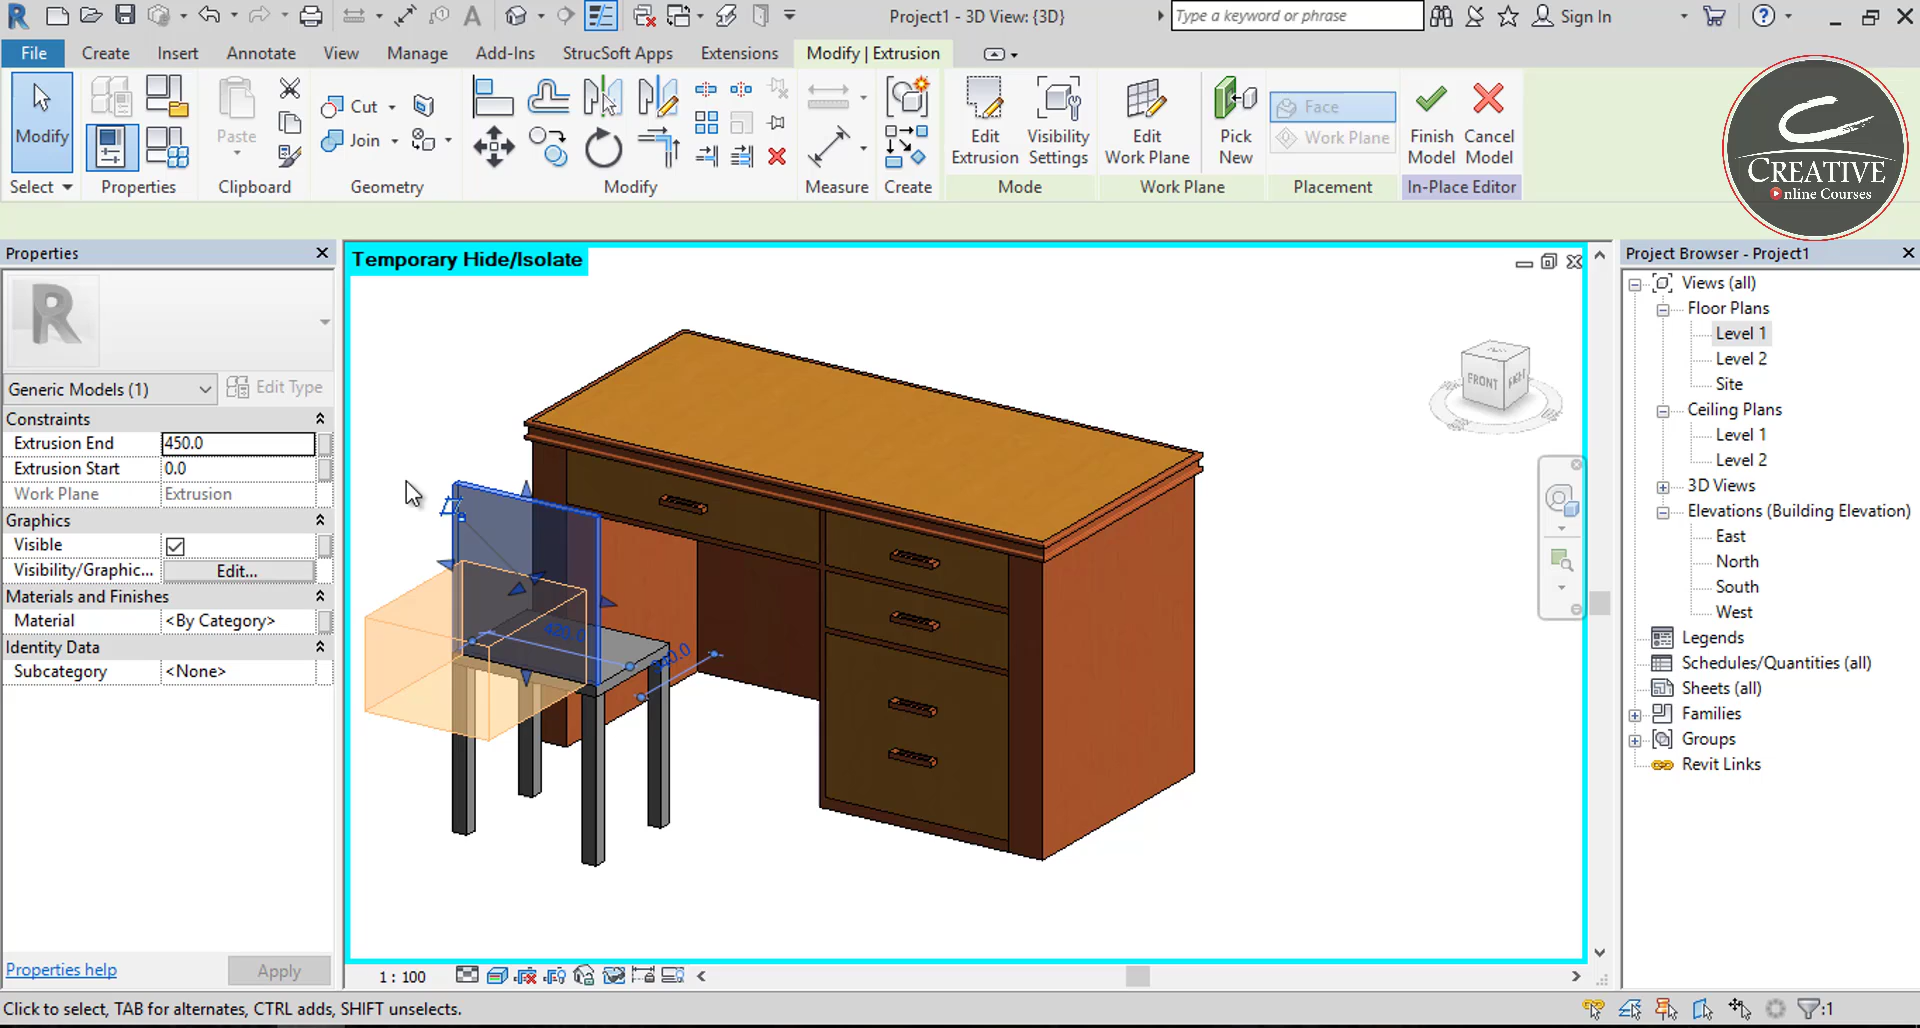 Project1 - 3D View: {3D}
Type a keyword or phrase
Sign In
File
Create
Insert
Annotate
View
Manage
Add-Ins
StrucSoft Apps
Extensions
Modify | Extrusion
Modify
Paste
Cut
Join
Edit Extrusion
Visibility Settings
Edit Work Plane
Pick New
Face
Work Plane
Finish Model
Cancel Model
Select
Properties
Clipboard
Geometry
Modify
Measure
Create
Mode
Work Plane
Placement
In-Place Editor
CREATIVE
Online Courses
Properties
Generic Models (1)
Edit Type
Constraints
Extrusion End 450.0
Extrusion Start 0.0
Work Plane Extrusion
Graphics
Visible
Visibility/Graphic... Edit...
Materials and Finishes
Material <By Category>
Identity Data
Subcategory <None>
Properties help
Apply
Temporary Hide/Isolate
FRONT
RIGHT
420.0
1 : 100
Project Browser - Project1
Views (all)
Floor Plans
Level 1
Level 2
Site
Ceiling Plans
Level 1
Level 2
3D Views
Elevations (Building Elevation)
East
North
South
West
Legends
Schedules/Quantities (all)
Sheets (all)
Families
Groups
Revit Links
Click to select, TAB for alternates, CTRL adds, SHIFT unselects.
:1